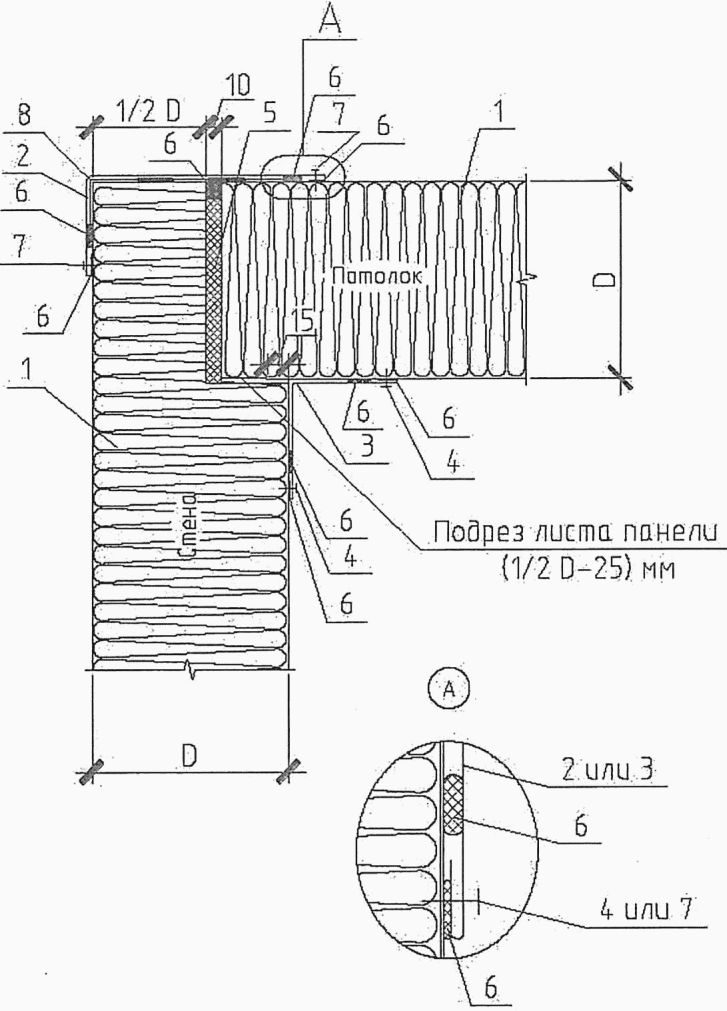 А
10
6
1/2 D
5
7
6
1
8
6
2
6
7
6
Потолок
D
15
1
6
6
3
4
Стена
6
4
6
Подрез листа панели
(1/2 D-25) мм
А
D
2 или 3
6
4 или 7
6